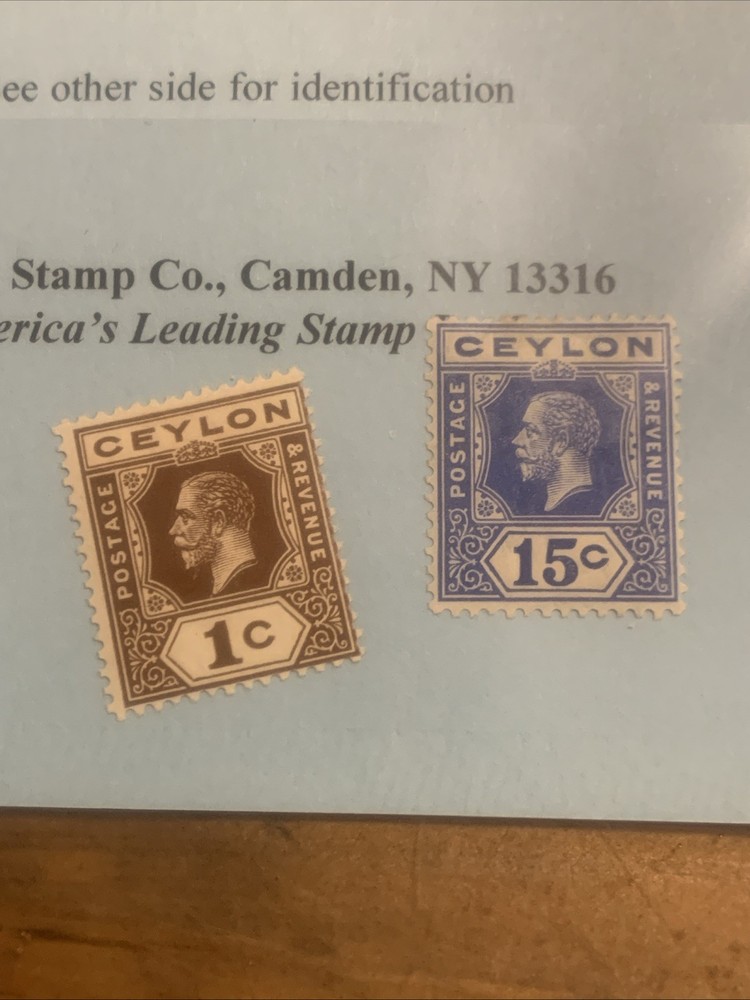 ee other side for identification
Stamp Co., Camden, NY 13316
erica's Leading Stamp
CEYLON
POSTAGE
& REVENUE
1c
CEYLON
POSTAGE
& REVENUE
15c